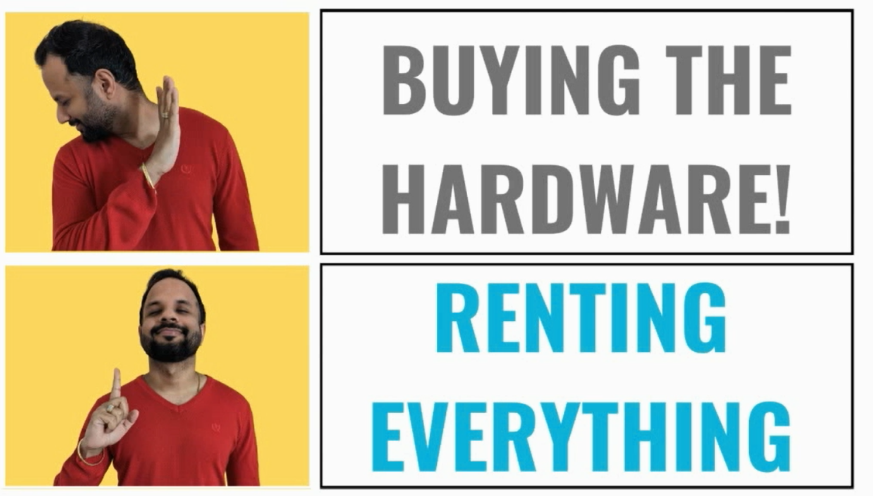 BUYING THE
HARDWARE!
RENTING
EVERYTHING